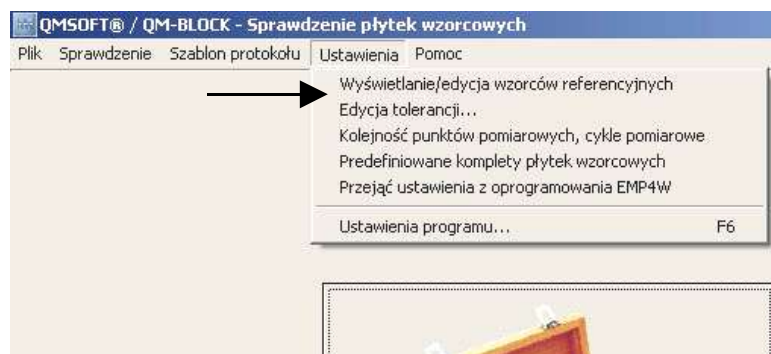 QMSOFT® / QM-BLOCK - Sprawdzenie płytek wzorcowych
Plik Sprawdzenie Szablon protokołu Ustawienia Pomoc
Wyświetlanie/edycja wzorców referencyjnych
Edycja tolerancji...
Kolejność punktów pomiarowych, cykle pomiarowe
Predefiniowane komplety płytek wzorcowych
Przejąć ustawienia z oprogramowania EMP4W
Ustawienia programu... F6